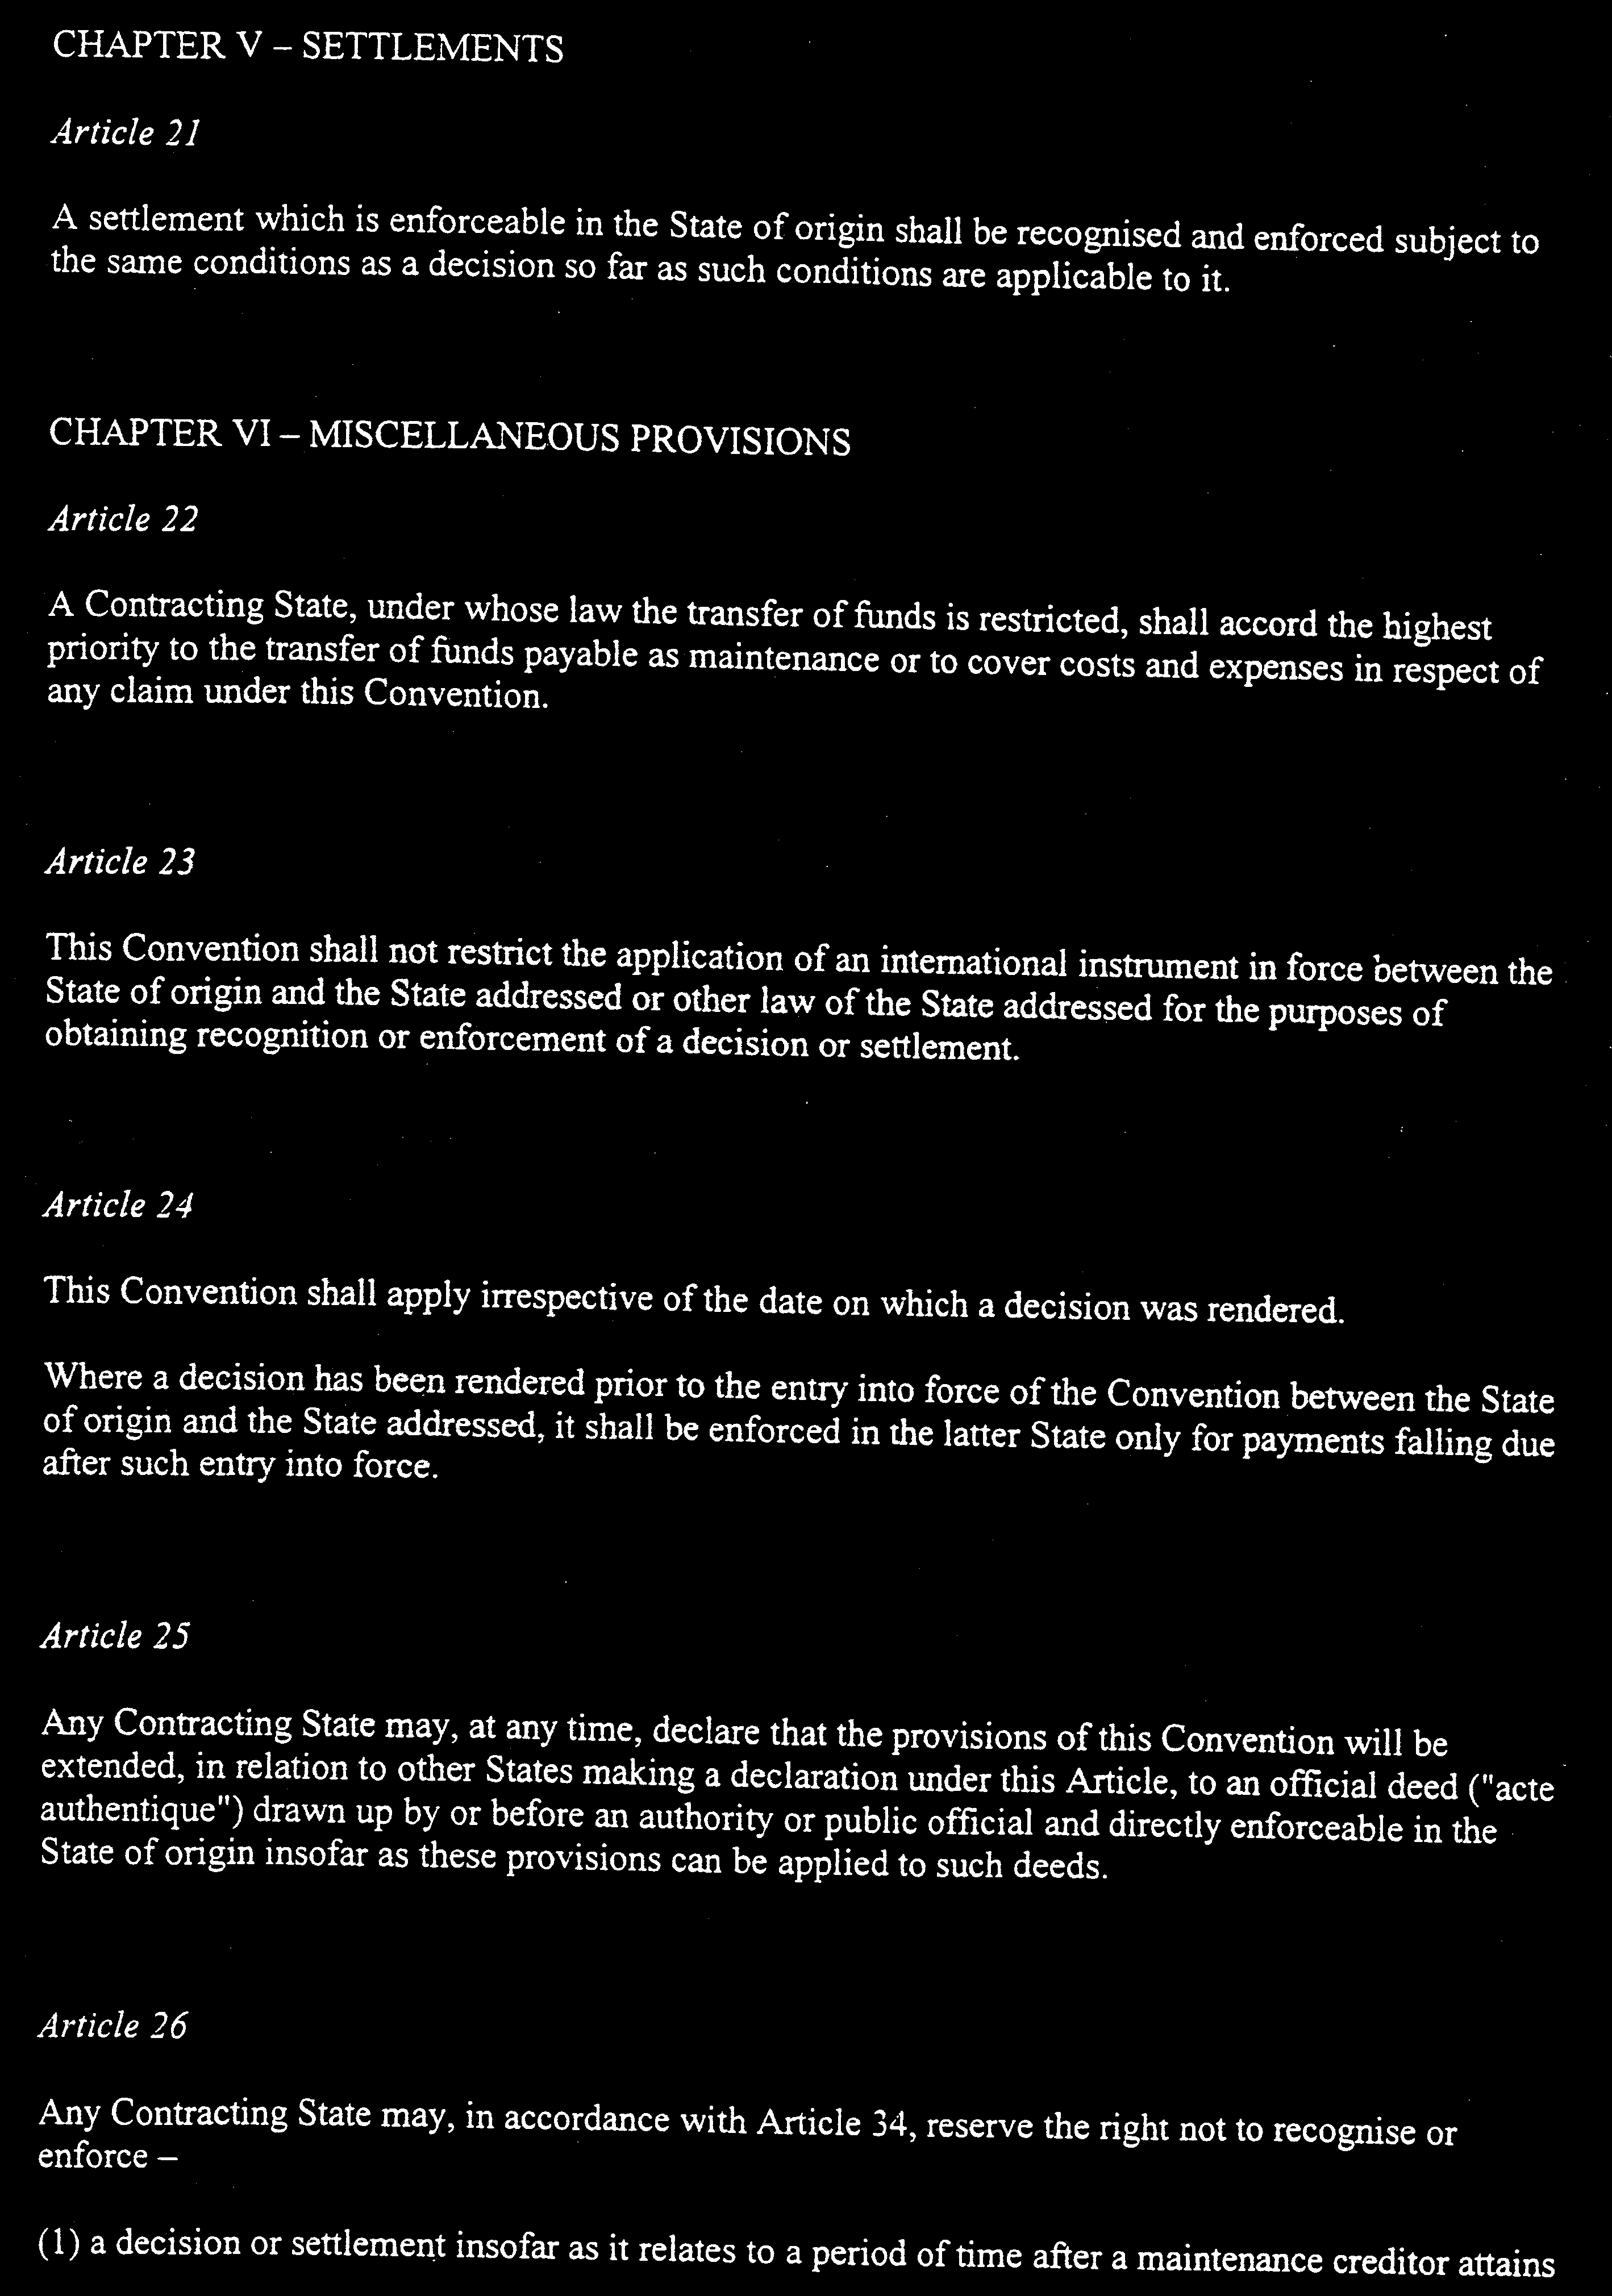 CHAPTER V – SETTLEMENTS
Article 21
A settlement which is enforceable in the State of origin shall be recognised and enforced subject to
the same conditions as a decision so far as such conditions are applicable to it.
CHAPTER VI – MISCELLANEOUS PROVISIONS
Article 22
A Contracting State, under whose law the transfer of funds is restricted, shall accord the highest
priority to the transfer of funds payable as maintenance or to cover costs and expenses in respect of
any claim under this Convention.
Article 23
This Convention shall not restrict the application of an international instrument in force between the
State of origin and the State addressed or other law of the State addressed for the purposes of
obtaining recognition or enforcement of a decision or settlement.
Article 24
This Convention shall apply irrespective of the date on which a decision was rendered.
Where a decision has been rendered prior to the entry into force of the Convention between the State
of origin and the State addressed, it shall be enforced in the latter State only for payments falling due
after such entry into force.
Article 25
Any Contracting State may, at any time, declare that the provisions of this Convention will be
extended, in relation to other States making a declaration under this Article, to an official deed ("acte
authentique") drawn up by or before an authority or public official and directly enforceable in the
State of origin insofar as these provisions can be applied to such deeds.
Article 26
Any Contracting State may, in accordance with Article 34, reserve the right not to recognise or
enforce –
(1) a decision or settlement insofar as it relates to a period of time after a maintenance creditor attains